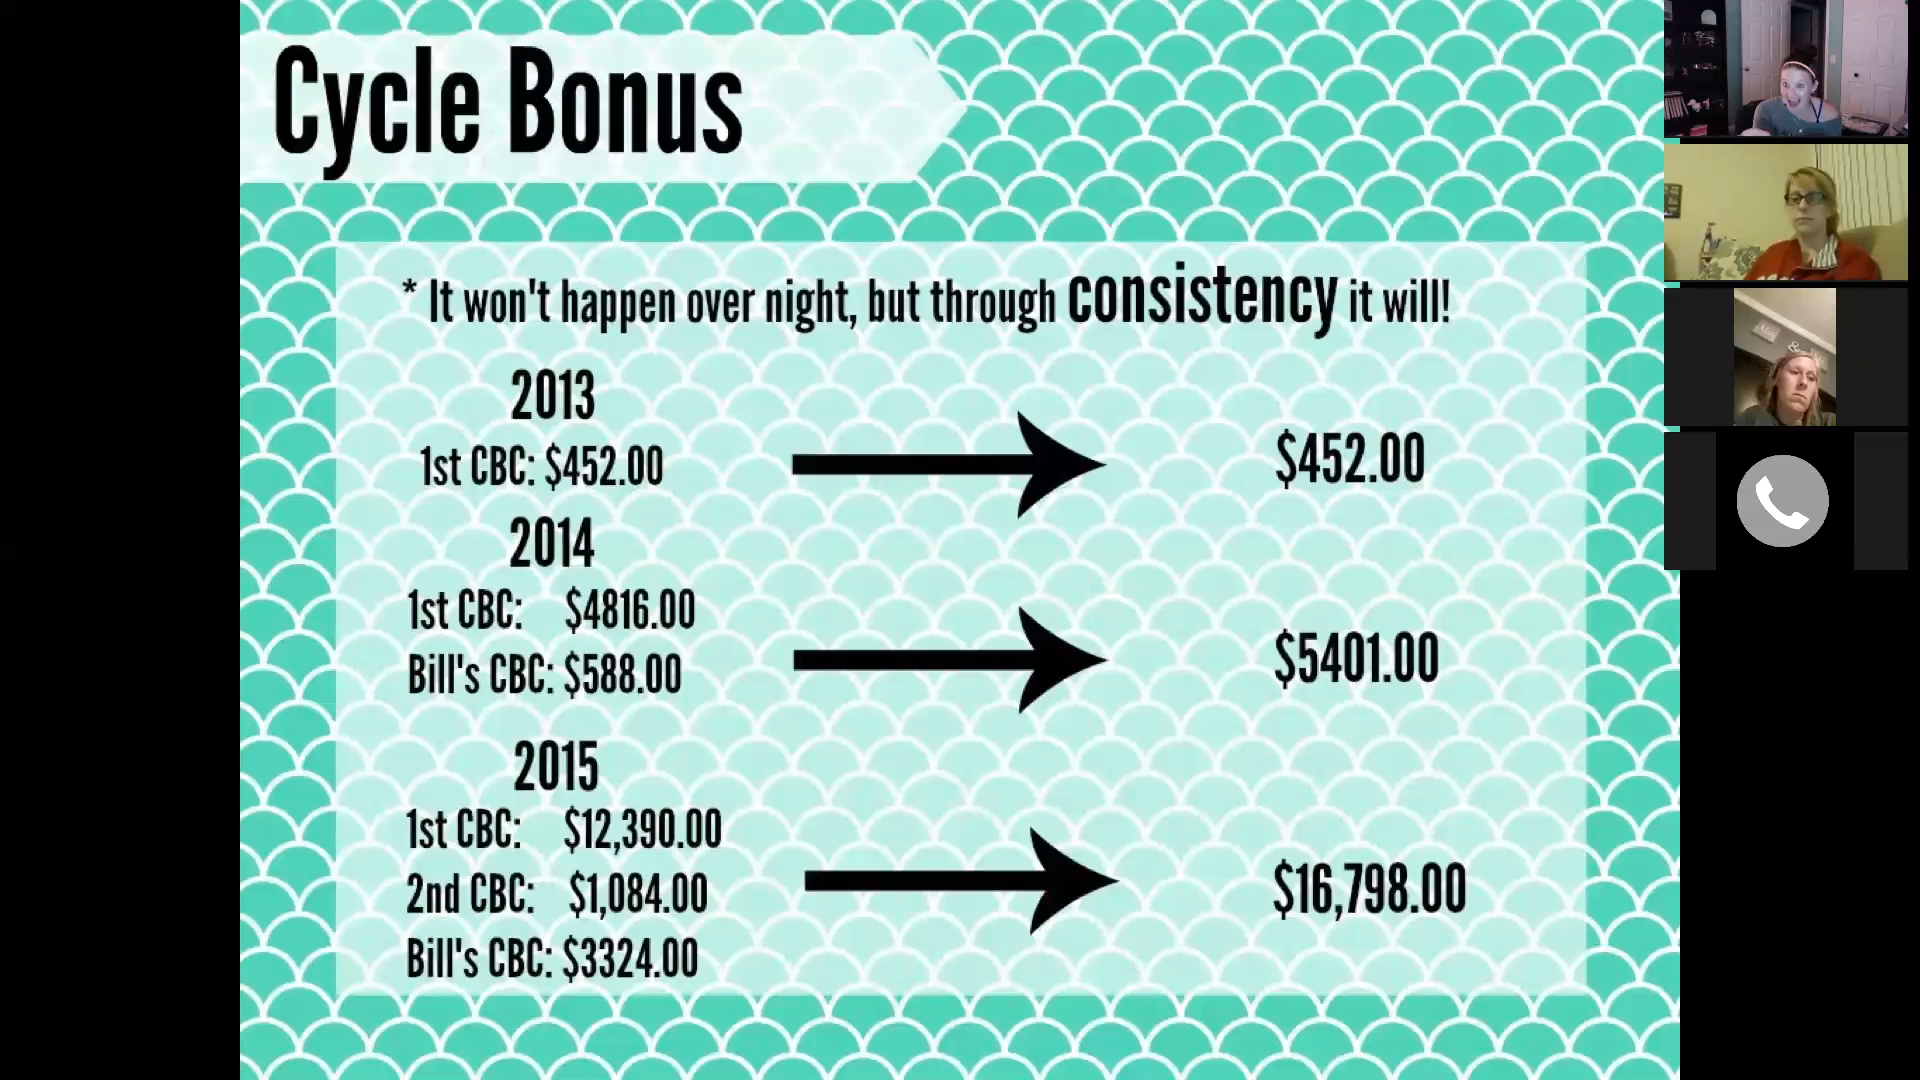 Cycle Bonus
* It won't happen over night, but through consistency it will!
2013
1st CBC: $452.00
$452.00
2014
1st CBC: $4816.00
Bill's CBC: $588.00
$5401.00
2015
1st CBC: $12,390.00
2nd CBC: $1,084.00
Bill's CBC: $3324.00
$16,798.00